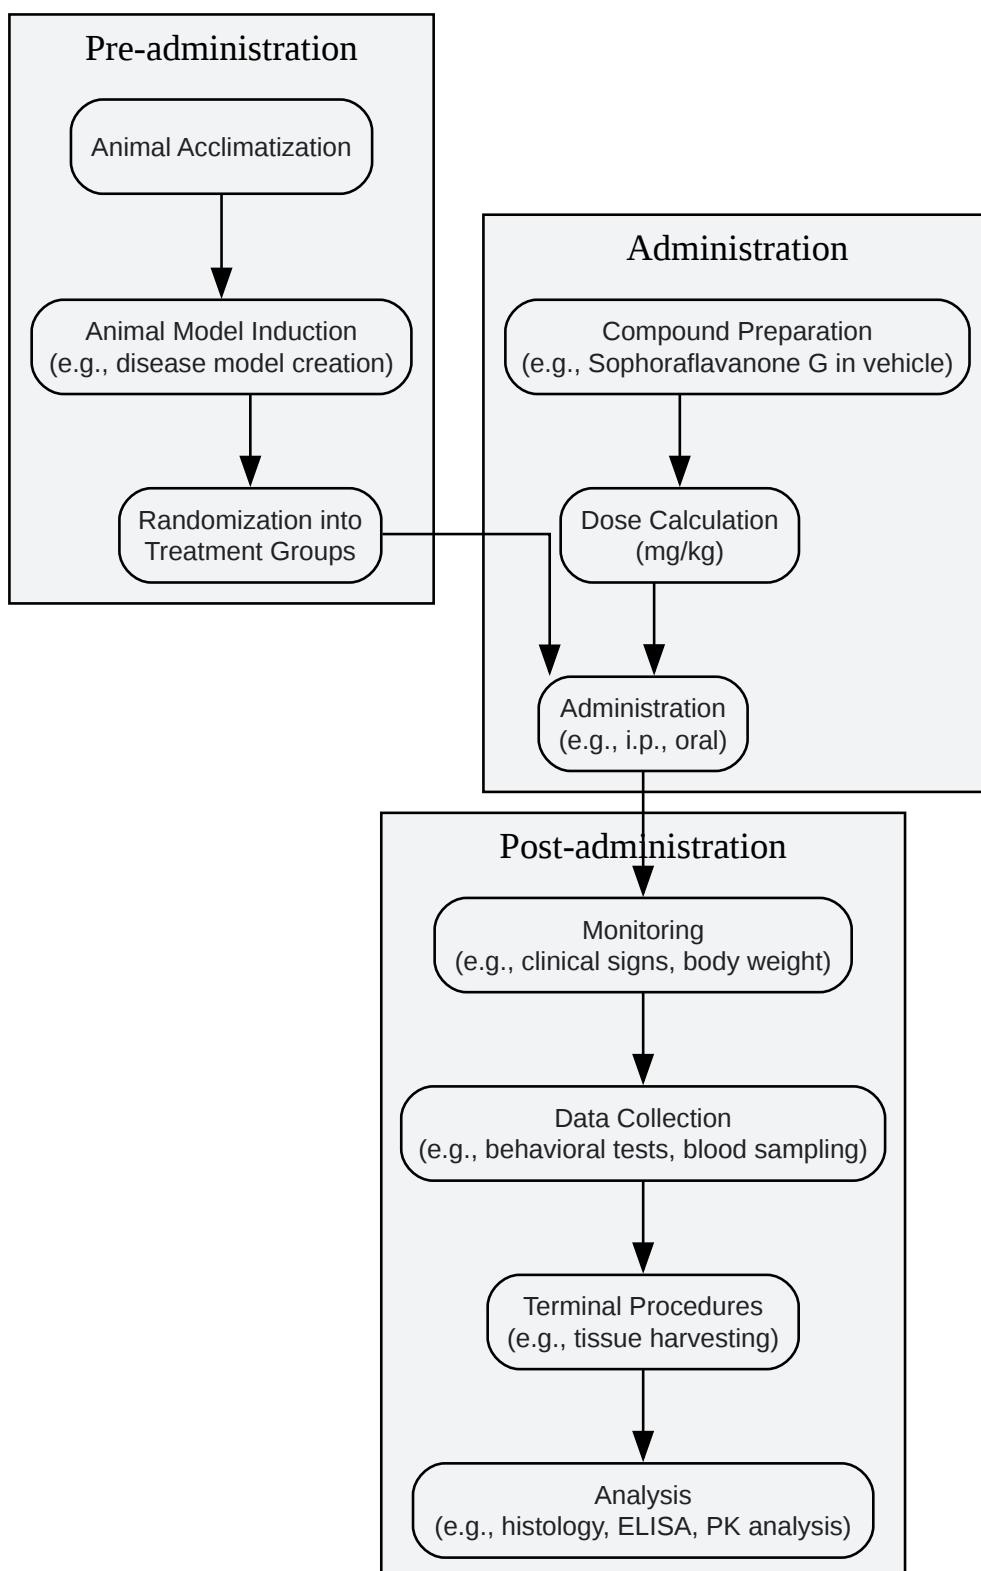 Pre-administration
Animal Acclimatization
Animal Model Induction
(e.g., disease model creation)
Randomization into
Treatment Groups
Administration
Compound Preparation
(e.g., Sophoraflavanone G in vehicle)
Dose Calculation
(mg/kg)
Administration
(e.g., i.p., oral)
Post-administration
Monitoring
(e.g., clinical signs, body weight)
Data Collection
(e.g., behavioral tests, blood sampling)
Terminal Procedures
(e.g., tissue harvesting)
Analysis
(e.g., histology, ELISA, PK analysis)